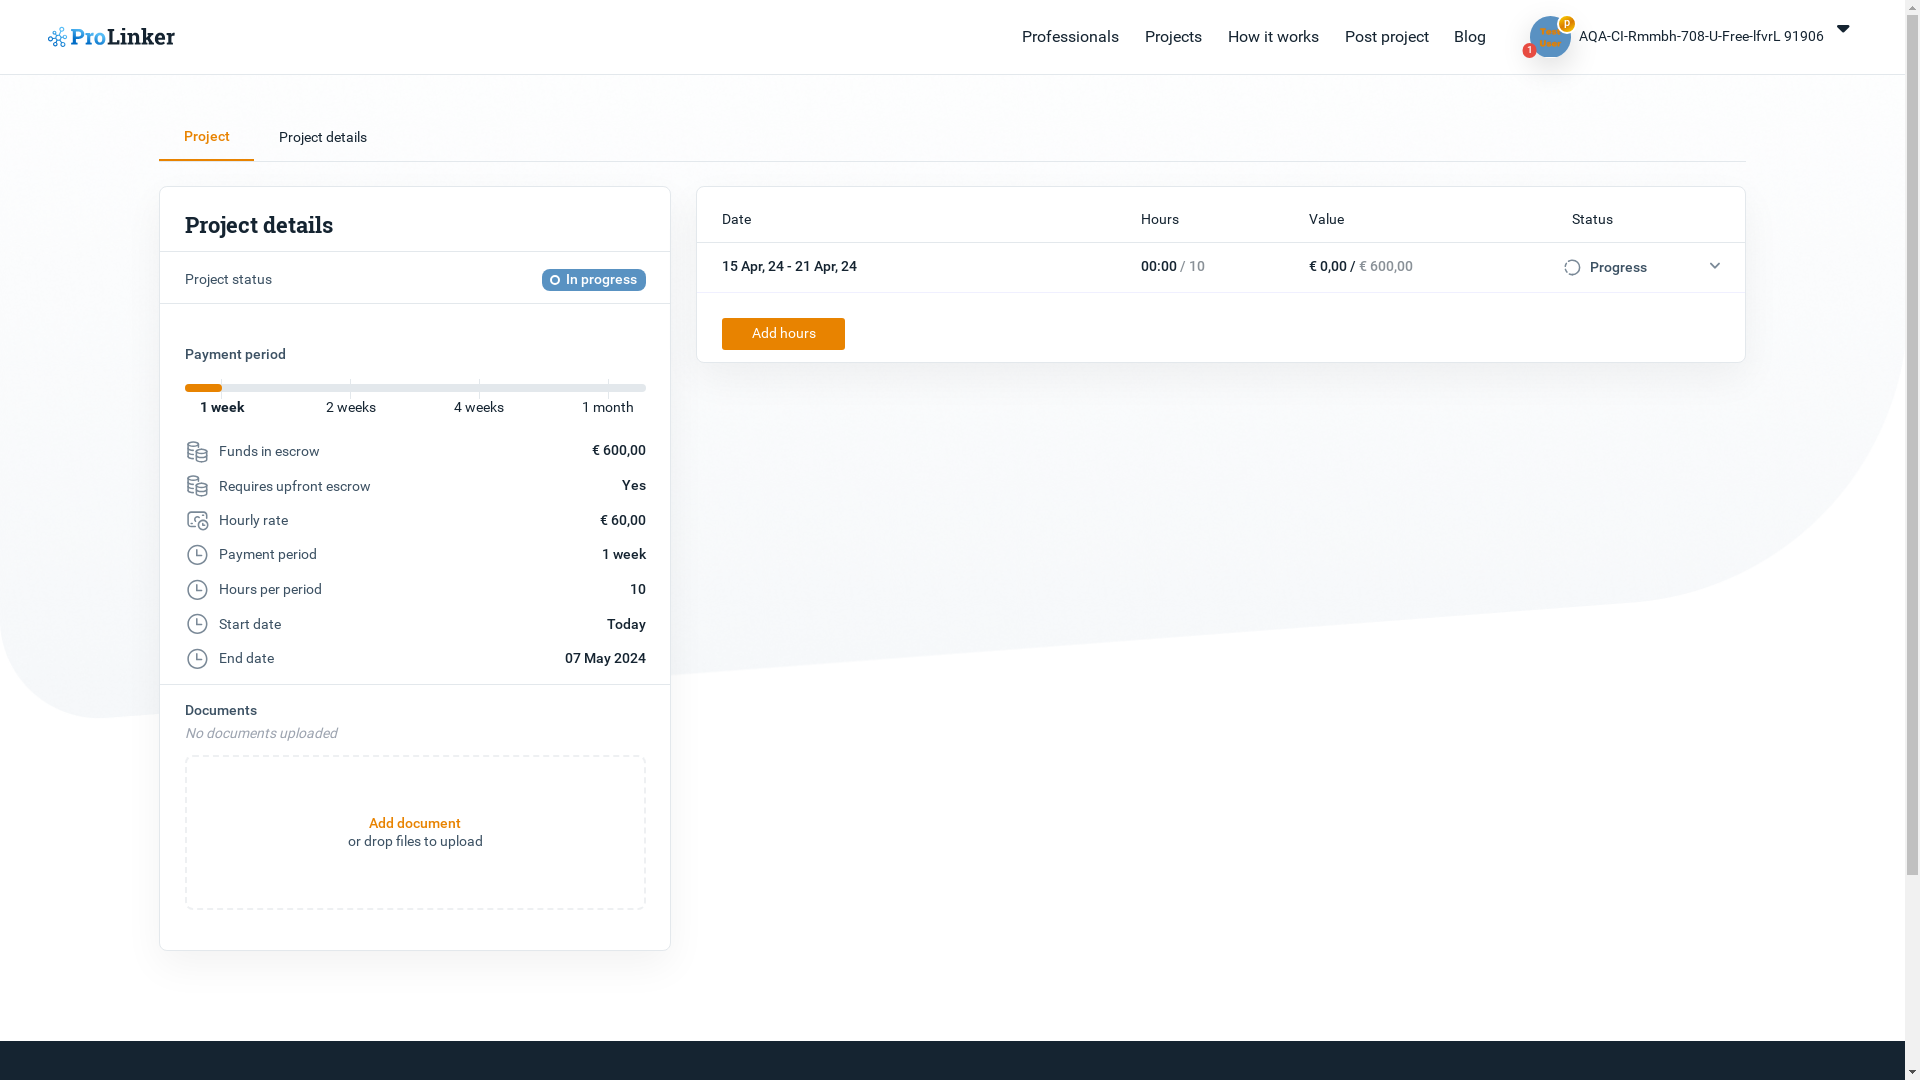 ProLinker
Professionals
Projects
How it works
Post project
Blog
p
1
AQA-CI-Rmmbh-708-U-Free-lfvrL 91906
Project
Project details
Project details
Project status
In progress
Payment period
1 week
2 weeks
4 weeks
1 month
Funds in escrow
€ 600,00
Requires upfront escrow
Yes
Hourly rate
€ 60,00
Payment period
1 week
Hours per period
10
Start date
Today
End date
07 May 2024
Documents
No documents uploaded
Add document
or drop files to upload
Date
Hours
Value
Status
15 Apr, 24 - 21 Apr, 24
00:00 / 10
€ 0,00 / € 600,00
Progress
Add hours